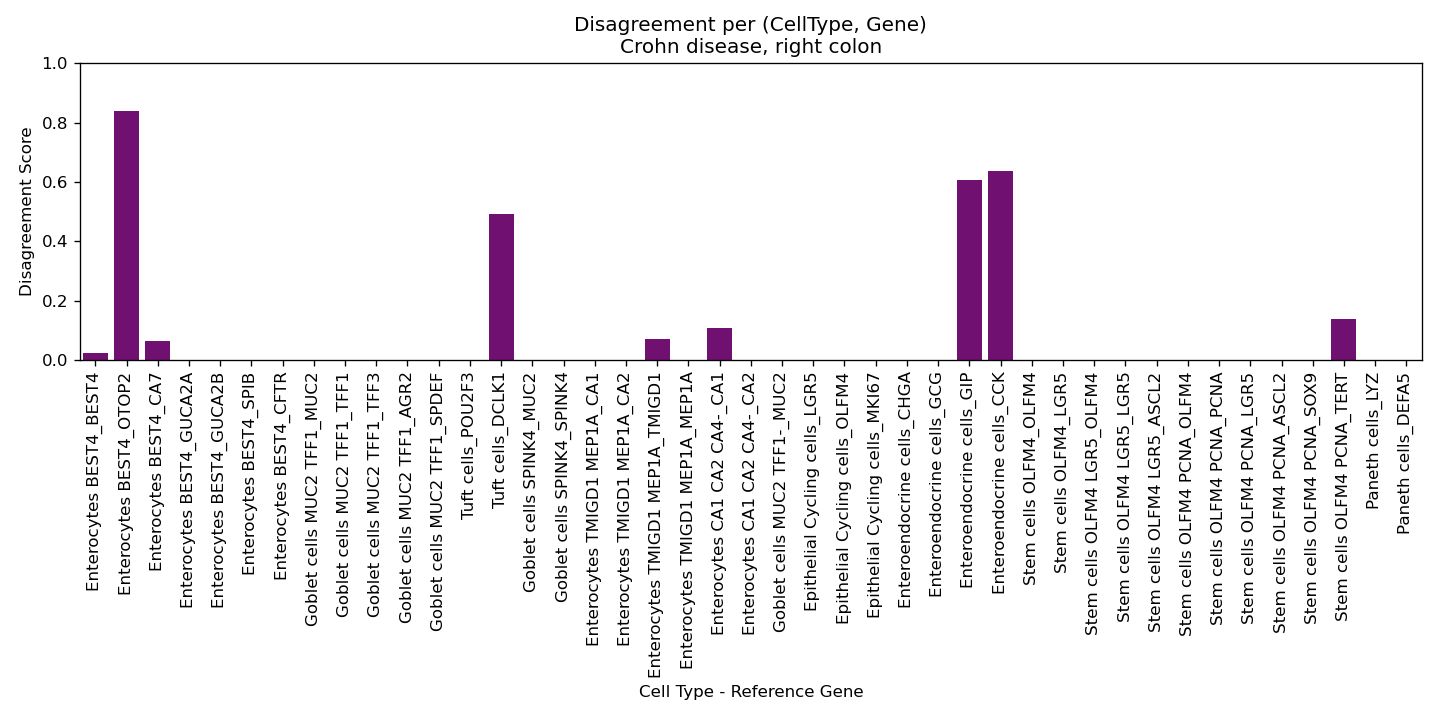 Disagreement per (CellType, Gene)
Crohn disease, right colon
Disagreement Score
1.0
0.8
0.6
0.4
0.2
0.0
Enterocytes BEST4_BEST4
Enterocytes BEST4_OTOP2
Enterocytes BEST4_CA7
Enterocytes BEST4_GUCA2A
Enterocytes BEST4_GUCA2B
Enterocytes BEST4_SPIB
Enterocytes BEST4_CFTR
Goblet cells MUC2 TFF1_MUC2
Goblet cells MUC2 TFF1_TFF1
Goblet cells MUC2 TFF1_TFF3
Goblet cells MUC2 TFF1_AGR2
Goblet cells MUC2 TFF1_SPDEF
Tuft cells_POU2F3
Tuft cells_DCLK1
Goblet cells SPINK4_MUC2
Goblet cells SPINK4_SPINK4
Enterocytes TMIGD1 MEP1A_CA1
Enterocytes TMIGD1 MEP1A_CA2
Enterocytes TMIGD1 MEP1A_TMIGD1
Enterocytes TMIGD1 MEP1A_MEP1A
Enterocytes CA1 CA2 CA4-_CA1
Enterocytes CA1 CA2 CA4-_CA2
Goblet cells MUC2 TFF1-_MUC2
Epithelial Cycling cells_LGR5
Epithelial Cycling cells_OLFM4
Epithelial Cycling cells_MKI67
Enteroendocrine cells_CHGA
Enteroendocrine cells_GCG
Enteroendocrine cells_GIP
Enteroendocrine cells_CCK
Stem cells OLFM4_OLFM4
Stem cells OLFM4_LGR5
Stem cells OLFM4 LGR5_OLFM4
Stem cells OLFM4 LGR5_LGR5
Stem cells OLFM4 LGR5_ASCL2
Stem cells OLFM4 PCNA_OLFM4
Stem cells OLFM4 PCNA_PCNA
Stem cells OLFM4 PCNA_LGR5
Stem cells OLFM4 PCNA_ASCL2
Stem cells OLFM4 PCNA_SOX9
Stem cells OLFM4 PCNA_TERT
Paneth cells_LYZ
Paneth cells_DEFA5
Cell Type - Reference Gene